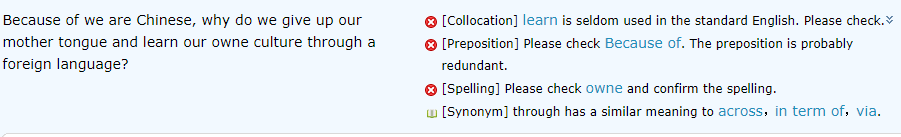 Because of we are Chinese, why do we give up our
mother tongue and learn our owne culture through a
foreign language?
[Collocation] learn is seldom used in the standard English. Please check.
[Preposition] Please check Because of. The preposition is probably
redundant.
[Spelling] Please check owne and confirm the spelling.
[Synonym] through has a similar meaning to across, in term of, via.